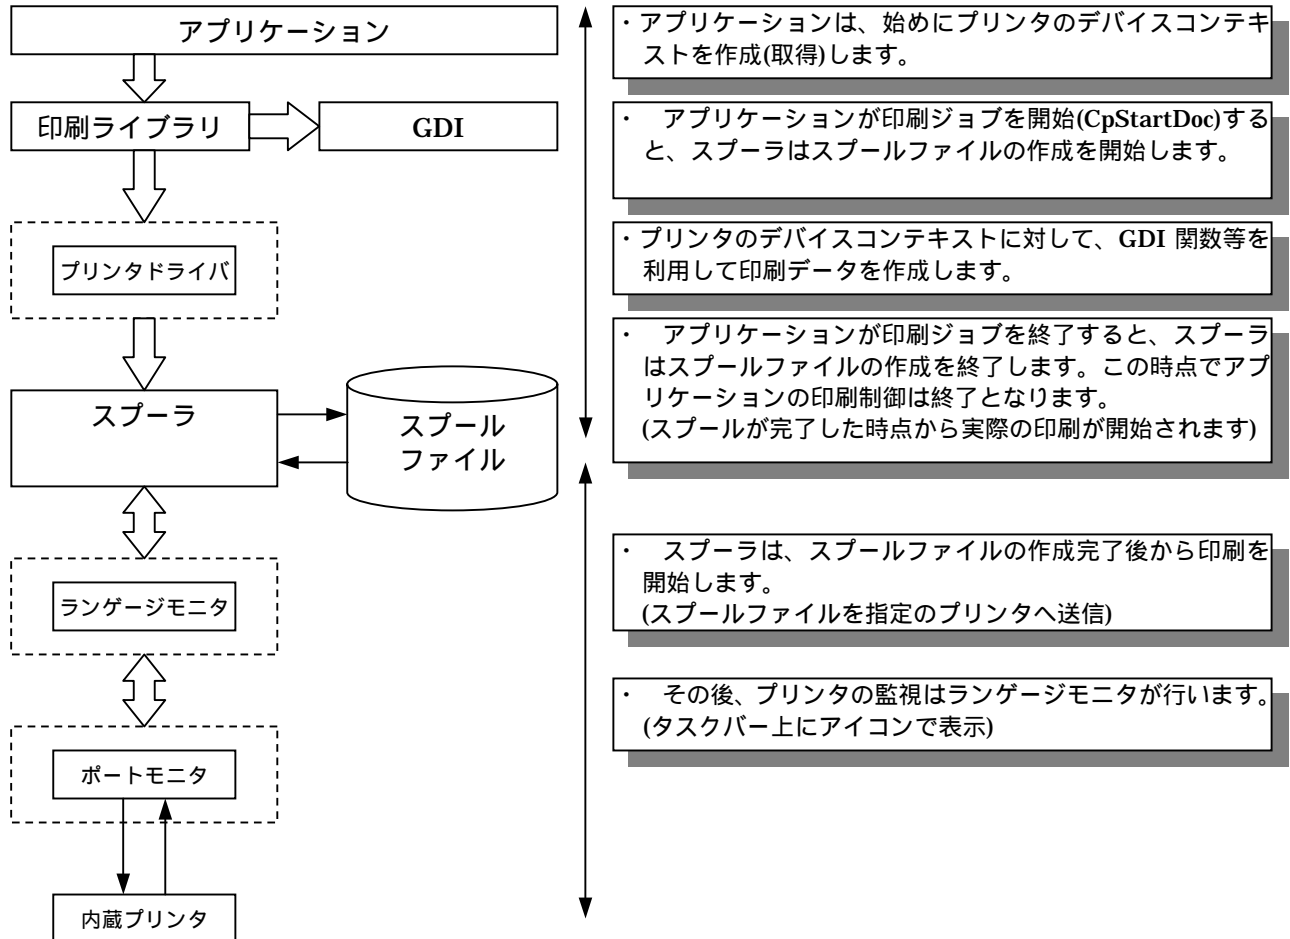 アプリケーション
印刷ライブラリ
GDI
プリンタドライバ
スプーラ
スプール
ファイル
ランゲージモニタ
ポートモニタ
内蔵プリンタ
・アプリケーションは、始めにプリンタのデバイスコンテキ
ストを作成(取得)します。
・　アプリケーションが印刷ジョブを開始(CpStartDoc)する
と、スプーラはスプールファイルの作成を開始します。
・プリンタのデバイスコンテキストに対して、GDI 関数等を
利用して印刷データを作成します。
・　アプリケーションが印刷ジョブを終了すると、スプーラ
はスプールファイルの作成を終了します。この時点でアプ
リケーションの印刷制御は終了となります。
(スプールが完了した時点から実際の印刷が開始されます)
・　スプーラは、スプールファイルの作成完了後から印刷を
開始します。
(スプールファイルを指定のプリンタへ送信)
・　その後、プリンタの監視はランゲージモニタが行います。
(タスクバー上にアイコンで表示)